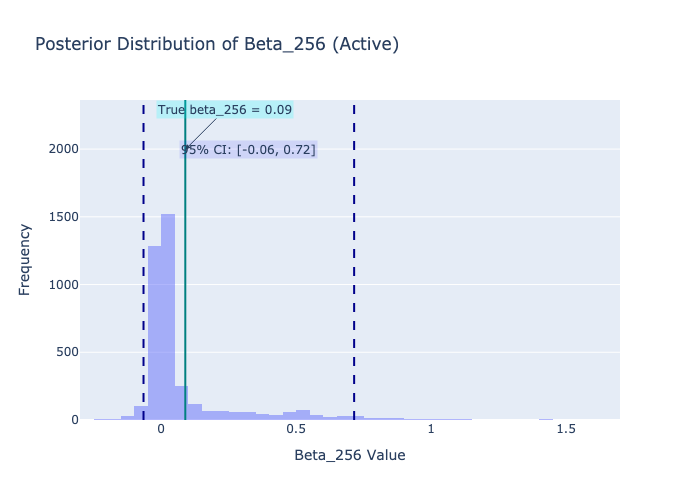 Posterior Distribution of Beta_256 (Active)
True beta_256 = 0.09
95% CI: [-0.06, 0.72]
2000
1500
1000
500
0
Frequency
0
0.5
1
1.5
Beta_256 Value